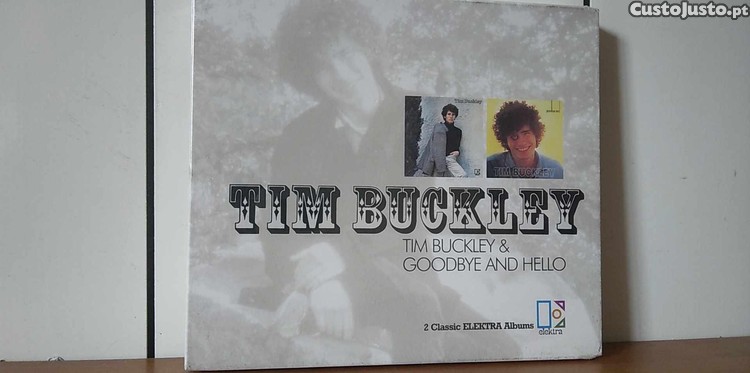 CustoJusto.pt
Tim Buckley
TIM BUCKLEY
TIM BUCKLEY
TIM BUCKLEY &
GOODBYE AND HELLO
2 Classic ELEKTRA Albums
elektra